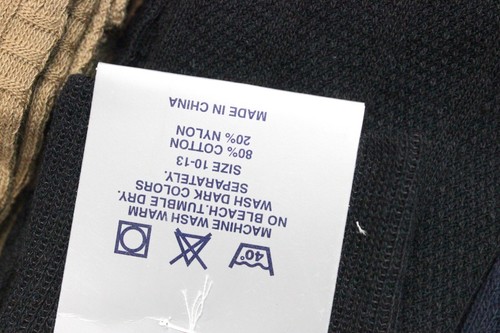 40°
MACHINE WASH WARM
NO BLEACH.TUMBLE DRY.
WASH DARK COLORS
SEPARATELY.
SIZE 10-13
80% COTTON
20% NYLON
MADE IN CHINA